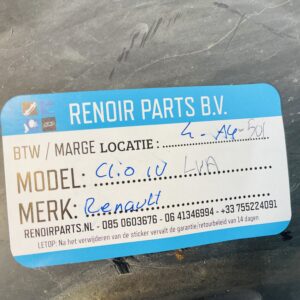 RENOIR PARTS B.V.
BTW / MARGE LOCATIE : 4-A4-501
MODEL: Clio IV LVA
MERK: Renault
RENOIRPARTS.NL - 085 0603676 - 06 41346994 - +33 755224091
LETOP: Na het verwijderen van de sticker vervalt de garantie/retourbeleid van 14 dagen